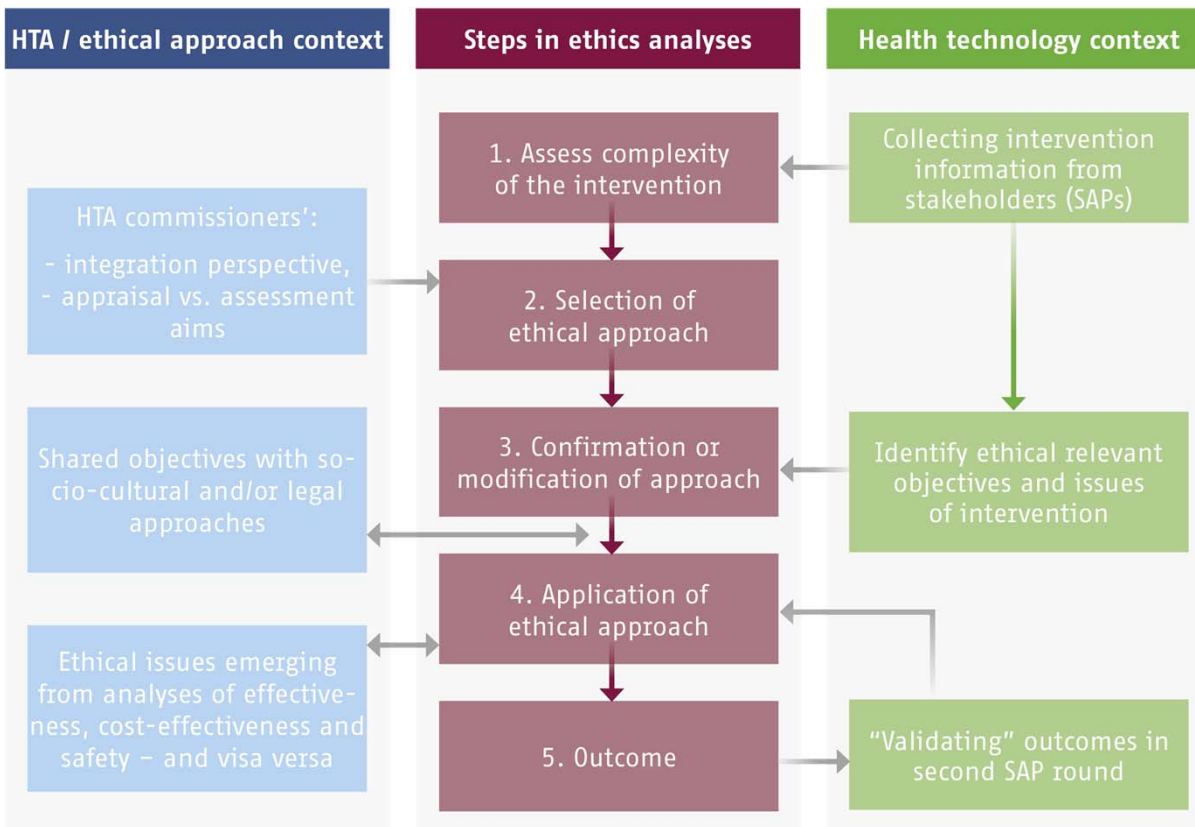 HTA / ethical approach context
HTA commissioners':
- integration perspective,
- appraisal vs. assessment
aims
Shared objectives with so-
cio-cultural and/or legal
approaches
Ethical issues emerging
from analyses of effective-
ness, cost-effectiveness and
safety – and visa versa
Steps in ethics analyses
1. Assess complexity
of the intervention
2. Selection of
ethical approach
3. Confirmation or
modification of approach
4. Application of
ethical approach
5. Outcome
Health technology context
Collecting intervention
information from
stakeholders (SAPs)
Identify ethical relevant
objectives and issues
of intervention
“Validating” outcomes in
second SAP round